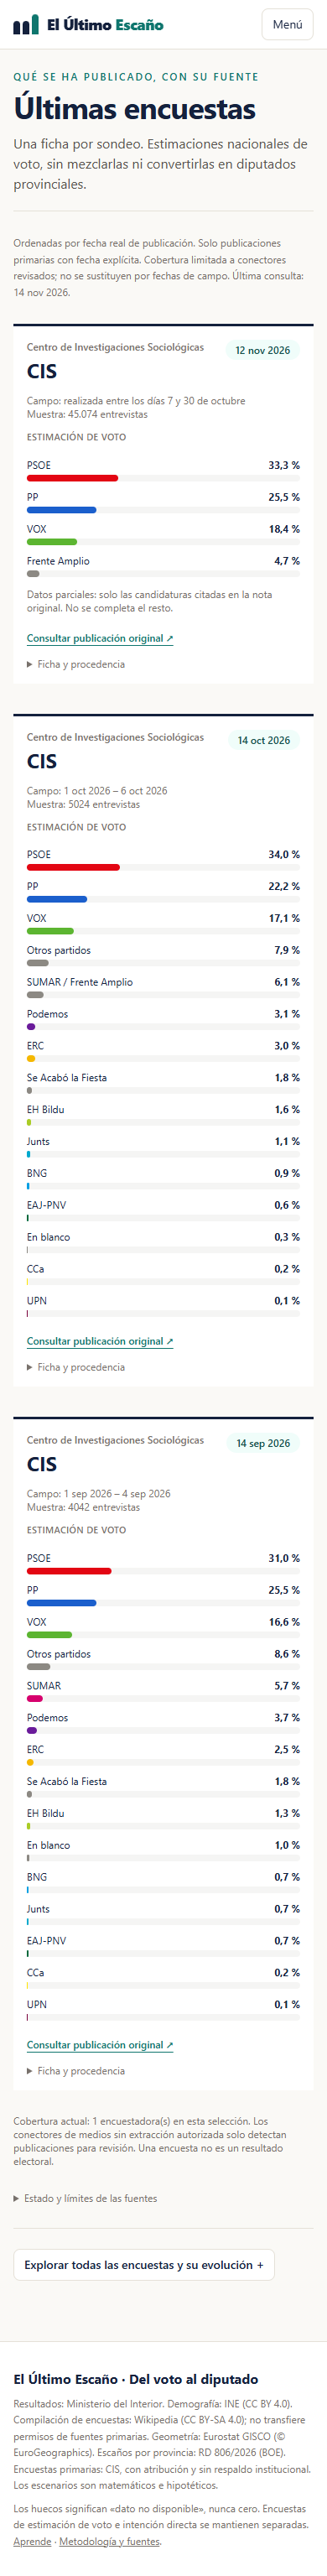 El Último Escaño
Menú
QUÉ SE HA PUBLICADO, CON SU FUENTE
Últimas encuestas
Una ficha por sondeo. Estimaciones nacionales de
voto, sin mezclarlas ni convertirlas en diputados
provinciales.
Ordenadas por fecha real de publicación. Solo publicaciones
primarias con fecha explícita. Cobertura limitada a conectores
revisados; no se sustituyen por fechas de campo. Última consulta:
14 nov 2026.
Centro de Investigaciones Sociológicas
12 nov 2026
CIS
Campo: realizada entre los días 7 y 30 de octubre
Muestra: 45.074 entrevistas
ESTIMACIÓN DE VOTO
PSOE 33,3 %
PP 25,5 %
VOX 18,4 %
Frente Amplio 4,7 %
Datos parciales: solo las candidaturas citadas en la nota
original. No se completa el resto.
Consultar publicación original ↗
▶ Ficha y procedencia
Centro de Investigaciones Sociológicas
14 oct 2026
CIS
Campo: 1 oct 2026 – 6 oct 2026
Muestra: 5024 entrevistas
ESTIMACIÓN DE VOTO
PSOE 34,0 %
PP 22,2 %
VOX 17,1 %
Otros partidos 7,9 %
SUMAR / Frente Amplio 6,1 %
Podemos 3,1 %
ERC 3,0 %
Se Acabó la Fiesta 1,8 %
EH Bildu 1,6 %
Junts 1,1 %
BNG 0,9 %
EAJ-PNV 0,6 %
En blanco 0,3 %
CCa 0,2 %
UPN 0,1 %
Consultar publicación original ↗
▶ Ficha y procedencia
Centro de Investigaciones Sociológicas
14 sep 2026
CIS
Campo: 1 sep 2026 – 4 sep 2026
Muestra: 4042 entrevistas
ESTIMACIÓN DE VOTO
PSOE 31,0 %
PP 25,5 %
VOX 16,6 %
Otros partidos 8,6 %
SUMAR 5,7 %
Podemos 3,7 %
ERC 2,5 %
Se Acabó la Fiesta 1,8 %
EH Bildu 1,3 %
En blanco 1,0 %
BNG 0,7 %
Junts 0,7 %
EAJ-PNV 0,7 %
CCa 0,2 %
UPN 0,1 %
Consultar publicación original ↗
▶ Ficha y procedencia
Cobertura actual: 1 encuestadora(s) en esta selección. Los
conectores de medios sin extracción autorizada solo detectan
publicaciones para revisión. Una encuesta no es un resultado
electoral.
▶ Estado y límites de las fuentes
Explorar todas las encuestas y su evolución +
El Último Escaño · Del voto al diputado
Resultados: Ministerio del Interior. Demografía: INE (CC BY 4.0).
Compilación de encuestas: Wikipedia (CC BY-SA 4.0); no transfiere
permisos de fuentes primarias. Geometría: Eurostat GISCO (©
EuroGeographics). Escaños por provincia: RD 806/2026 (BOE).
Encuestas primarias: CIS, con atribución y sin respaldo institucional.
Los escenarios son matemáticos e hipotéticos.
Los huecos significan «dato no disponible», nunca cero. Encuestas
de estimación de voto e intención directa se mantienen separadas.
Aprende · Metodología y fuentes.